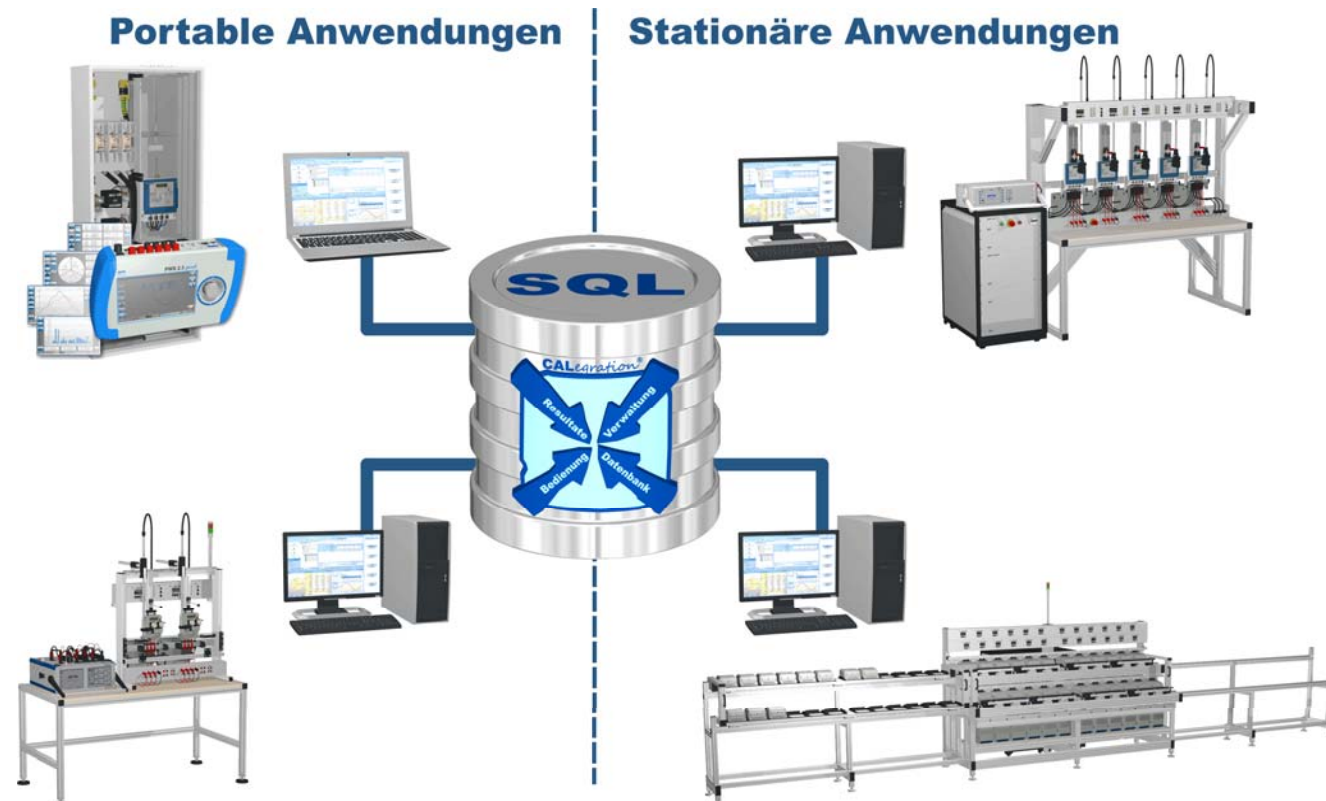 Portable Anwendungen
Stationäre Anwendungen
SQL
CALegration®
Resultate
Verwaltung
Bedienung
Datenbank